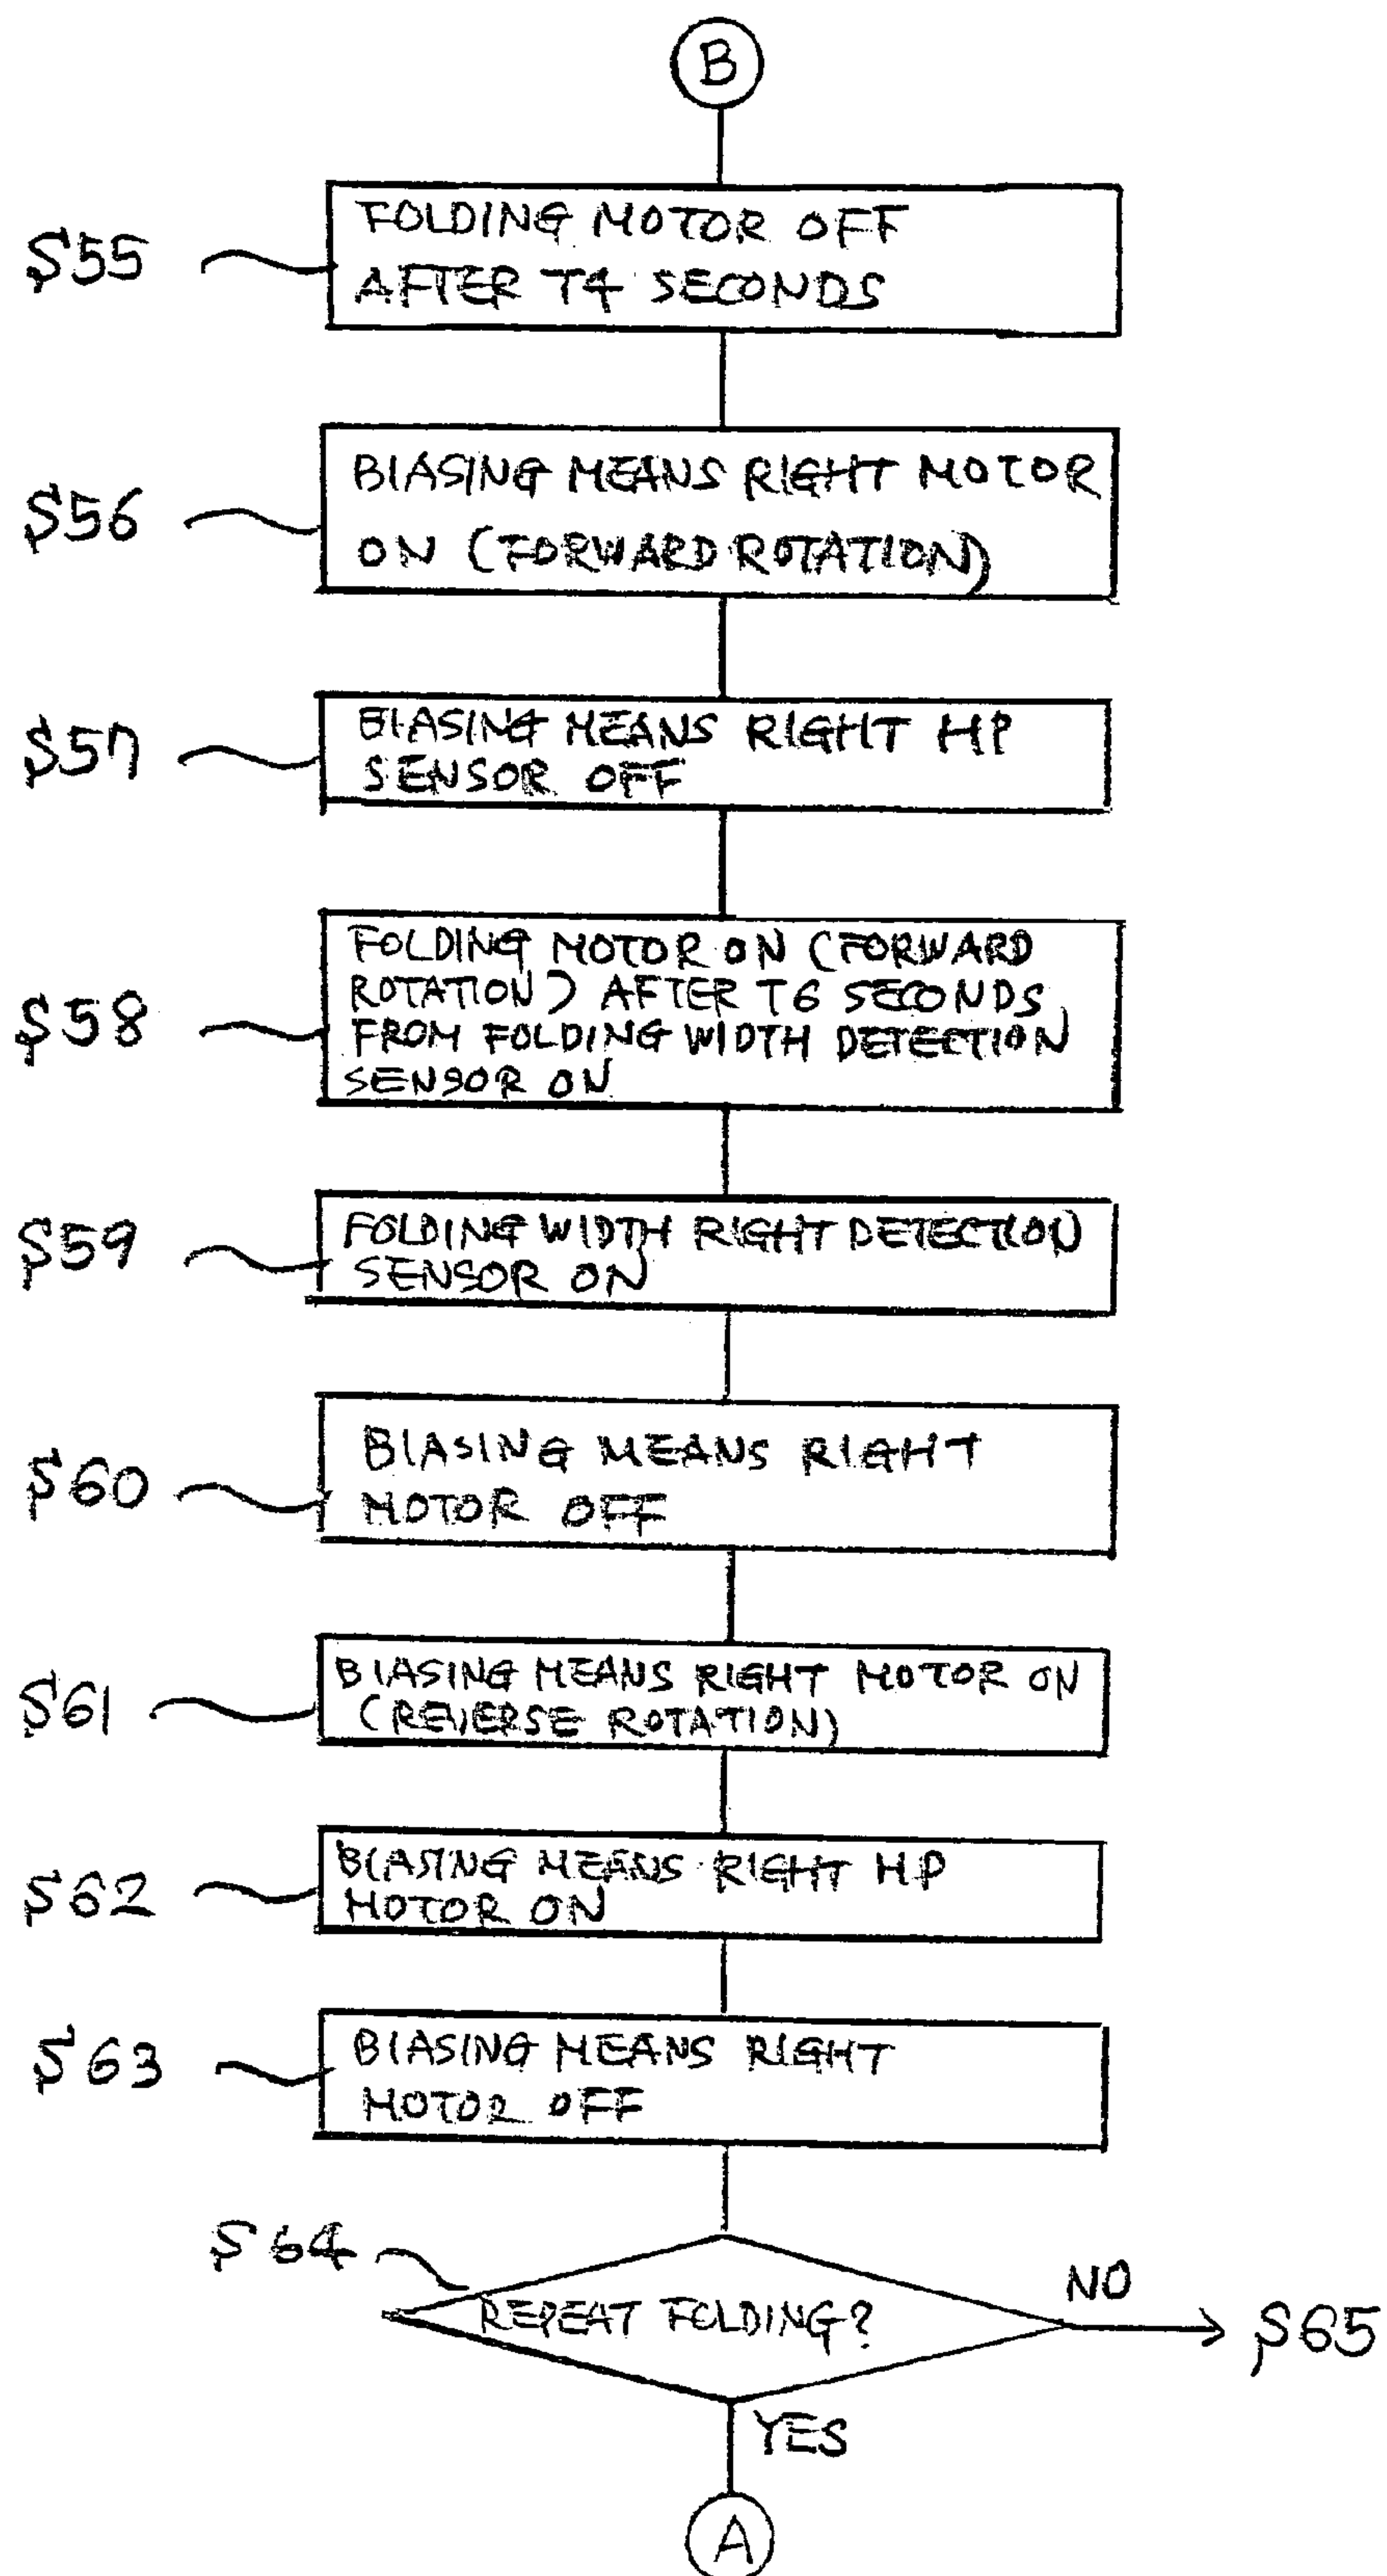 B
S55
FOLDING MOTOR OFF
AFTER T4 SECONDS
S56
BIASING MEANS RIGHT MOTOR
ON (FORWARD ROTATION)
S57
BIASING MEANS RIGHT HP
SENSOR OFF
S58
FOLDING MOTOR ON (FORWARD
ROTATION) AFTER T6 SECONDS
FROM FOLDING WIDTH DETECTION
SENSOR ON
S59
FOLDING WIDTH RIGHT DETECTION
SENSOR ON
S60
BIASING MEANS RIGHT
MOTOR OFF
S61
BIASING MEANS RIGHT MOTOR ON
(REVERSE ROTATION)
S62
BIASING MEANS RIGHT HP
MOTOR ON
S63
BIASING MEANS RIGHT
MOTOR OFF
S64
REPEAT FOLDING?
NO
S65
YES
A